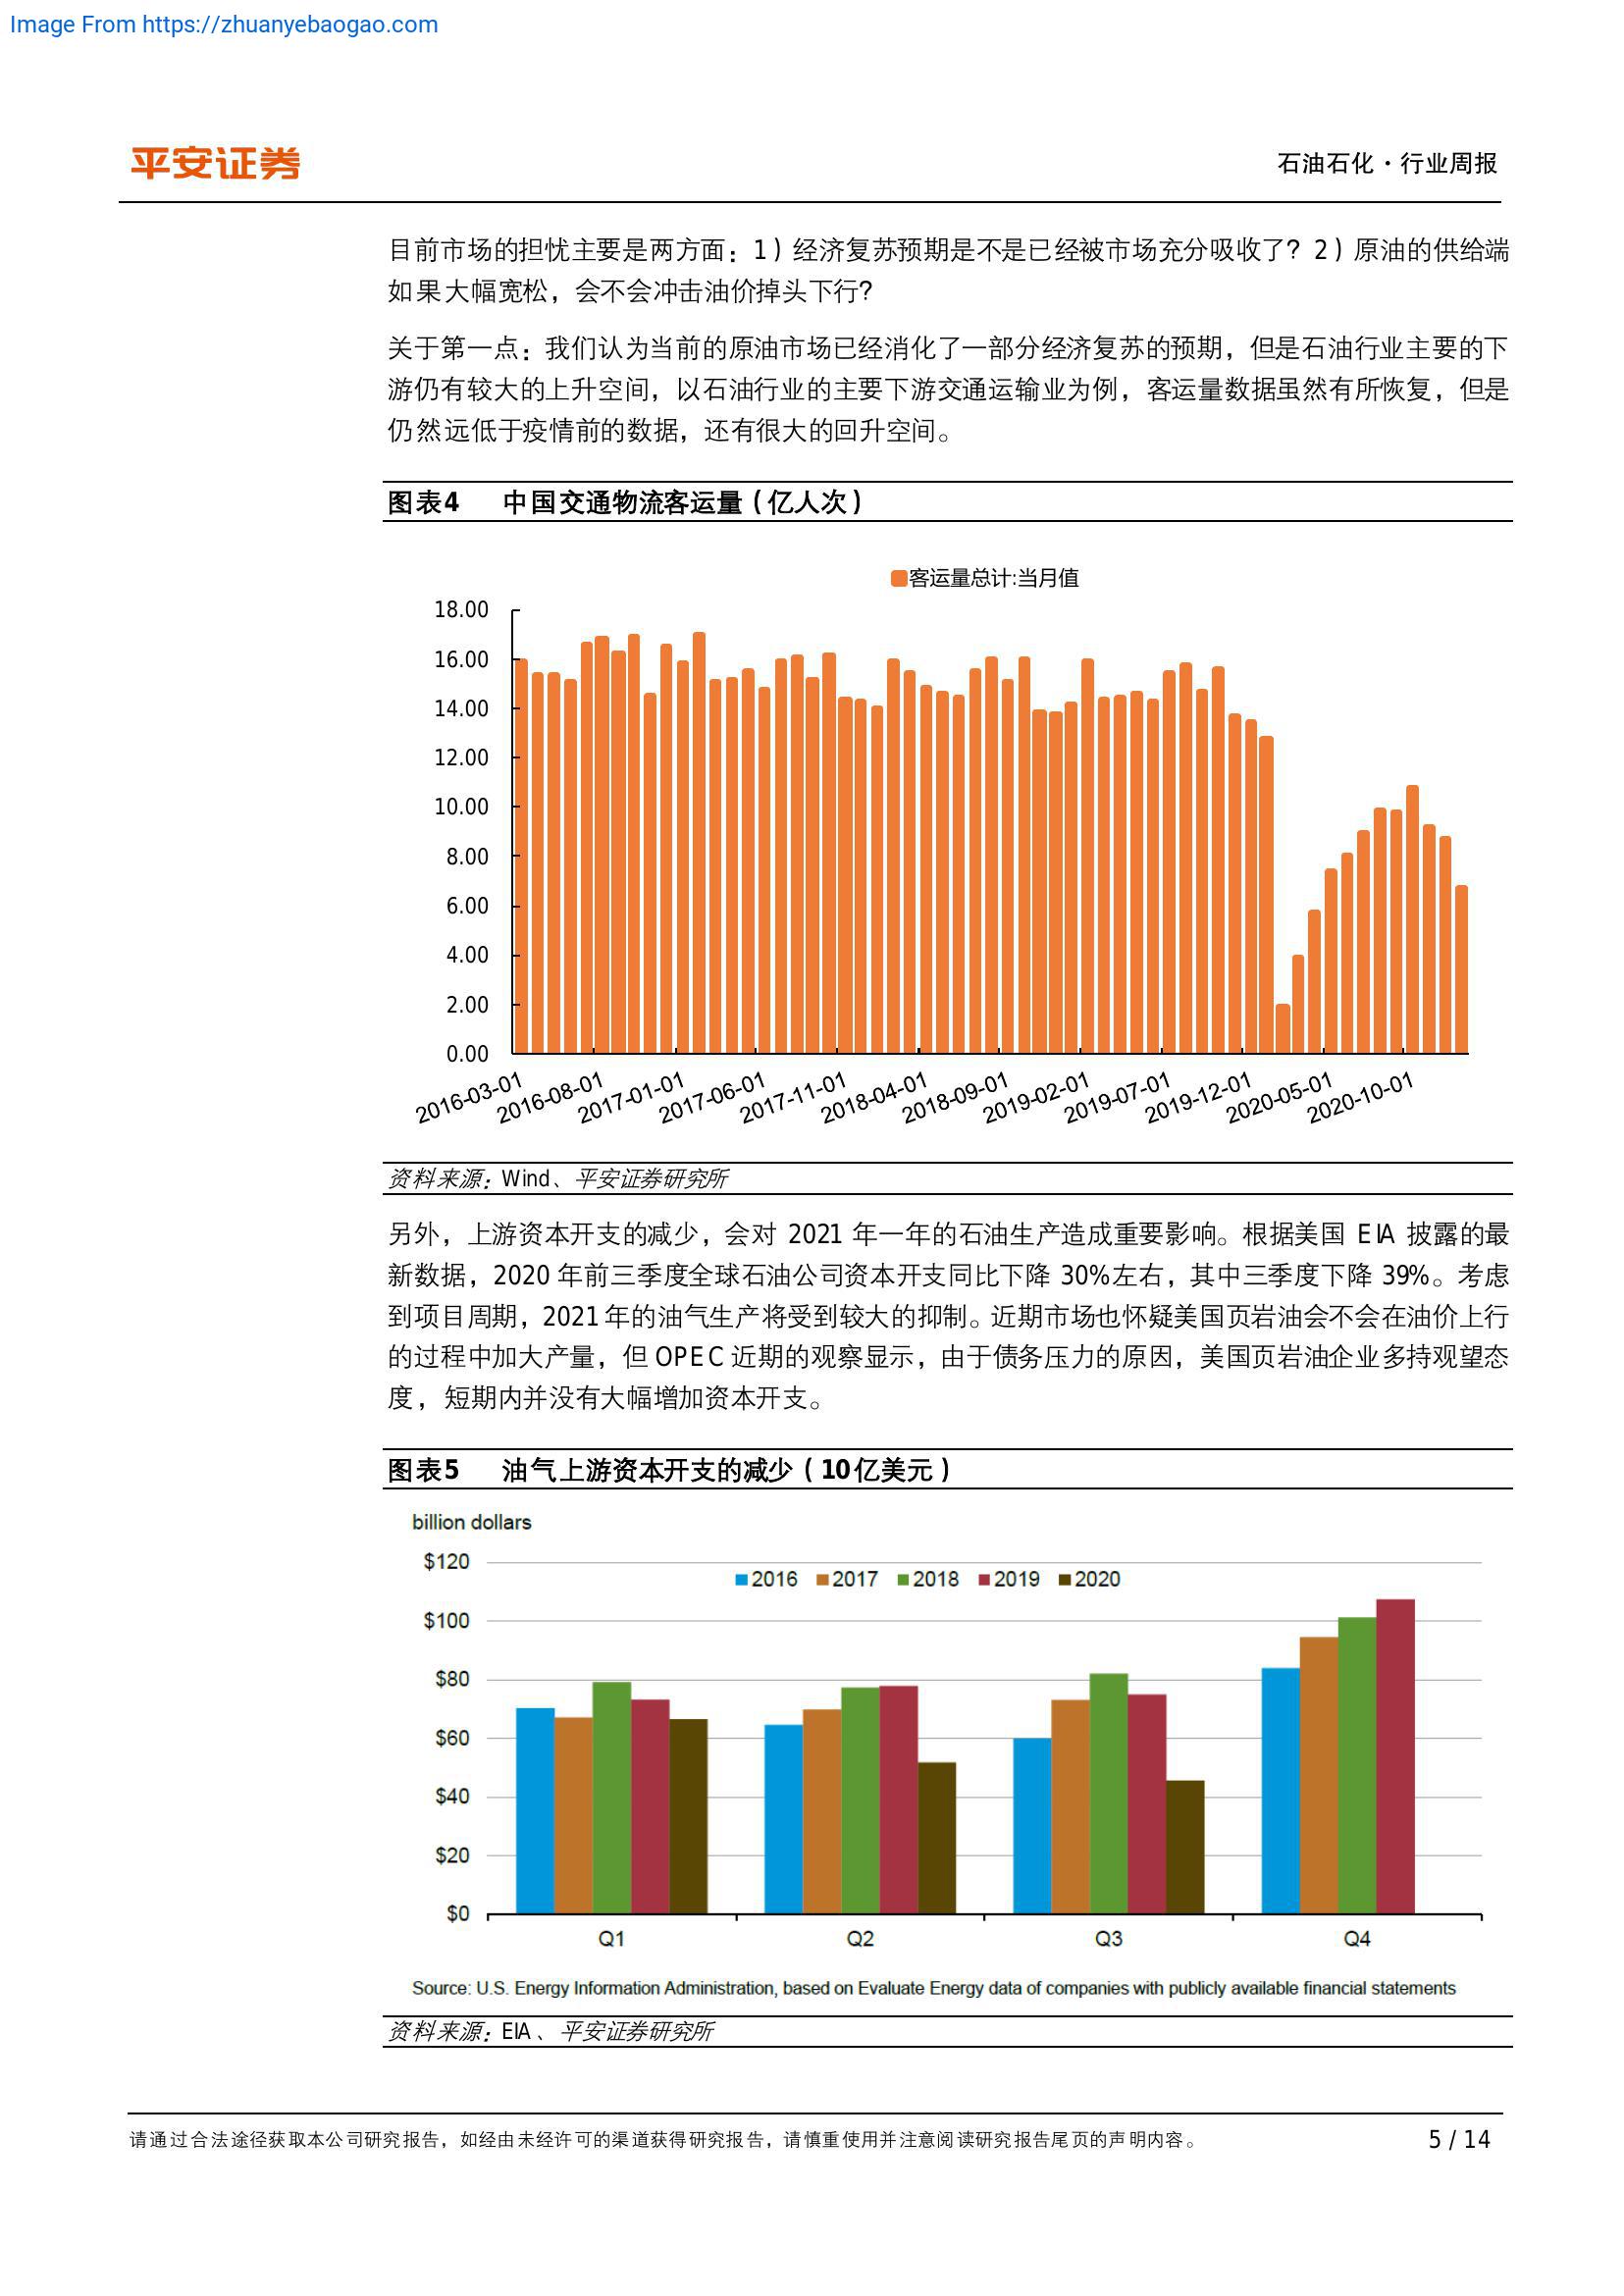 Image From https://zhuanyebaogao.com
平安证券
石油石化·行业周报
目前市场的担忧主要是两方面：1）经济复苏预期是不是已经被市场充分吸收了？2）原油的供给端
如果大幅宽松，会不会冲击油价掉头下行？
关于第一点：我们认为当前的原油市场已经消化了一部分经济复苏的预期，但是石油行业主要的下
游仍有较大的上升空间，以石油行业的主要下游交通运输业为例，客运量数据虽然有所恢复，但是
仍然远低于疫情前的数据，还有很大的回升空间。
图表4 中国交通物流客运量（亿人次）
客运量总计:当月值
18.00
16.00
14.00
12.00
10.00
8.00
6.00
4.00
2.00
0.00
2016-03-01 2016-08-01 2017-01-01 2017-06-01 2017-11-01 2018-04-01 2018-09-01 2019-02-01 2019-07-01 2019-12-01 2020-05-01 2020-10-01
资料来源：Wind、平安证券研究所
另外，上游资本开支的减少，会对 2021 年一年的石油生产造成重要影响。根据美国 EIA 披露的最
新数据，2020 年前三季度全球石油公司资本开支同比下降 30%左右，其中三季度下降 39%。考虑
到项目周期，2021 年的油气生产将受到较大的抑制。近期市场也怀疑美国页岩油会不会在油价上行
的过程中加大产量，但 OPEC 近期的观察显示，由于债务压力的原因，美国页岩油企业多持观望态
度，短期内并没有大幅增加资本开支。
图表5 油气上游资本开支的减少（10亿美元）
billion dollars
$120
2016 2017 2018 2019 2020
$100
$80
$60
$40
$20
$0
Q1 Q2 Q3 Q4
Source: U.S. Energy Information Administration, based on Evaluate Energy data of companies with publicly available financial statements
资料来源：EIA、平安证券研究所
请通过合法途径获取本公司研究报告，如经由未经许可的渠道获得研究报告，请慎重使用并注意阅读研究报告尾页的声明内容。
5 / 14